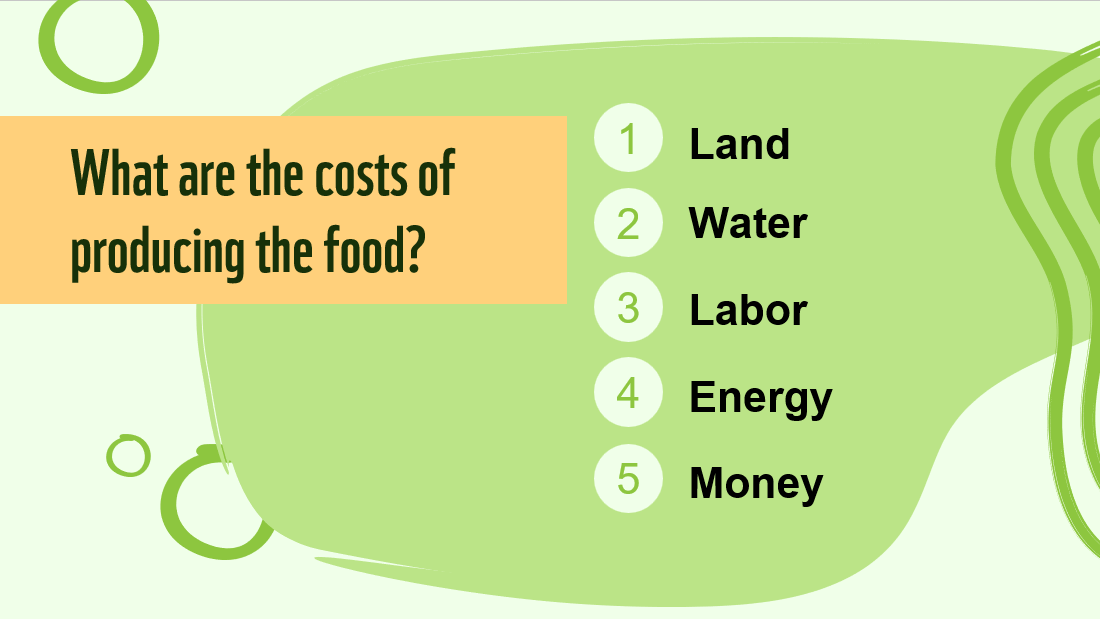 What are the costs of
producing the food?
1 Land
2 Water
3 Labor
4 Energy
5 Money